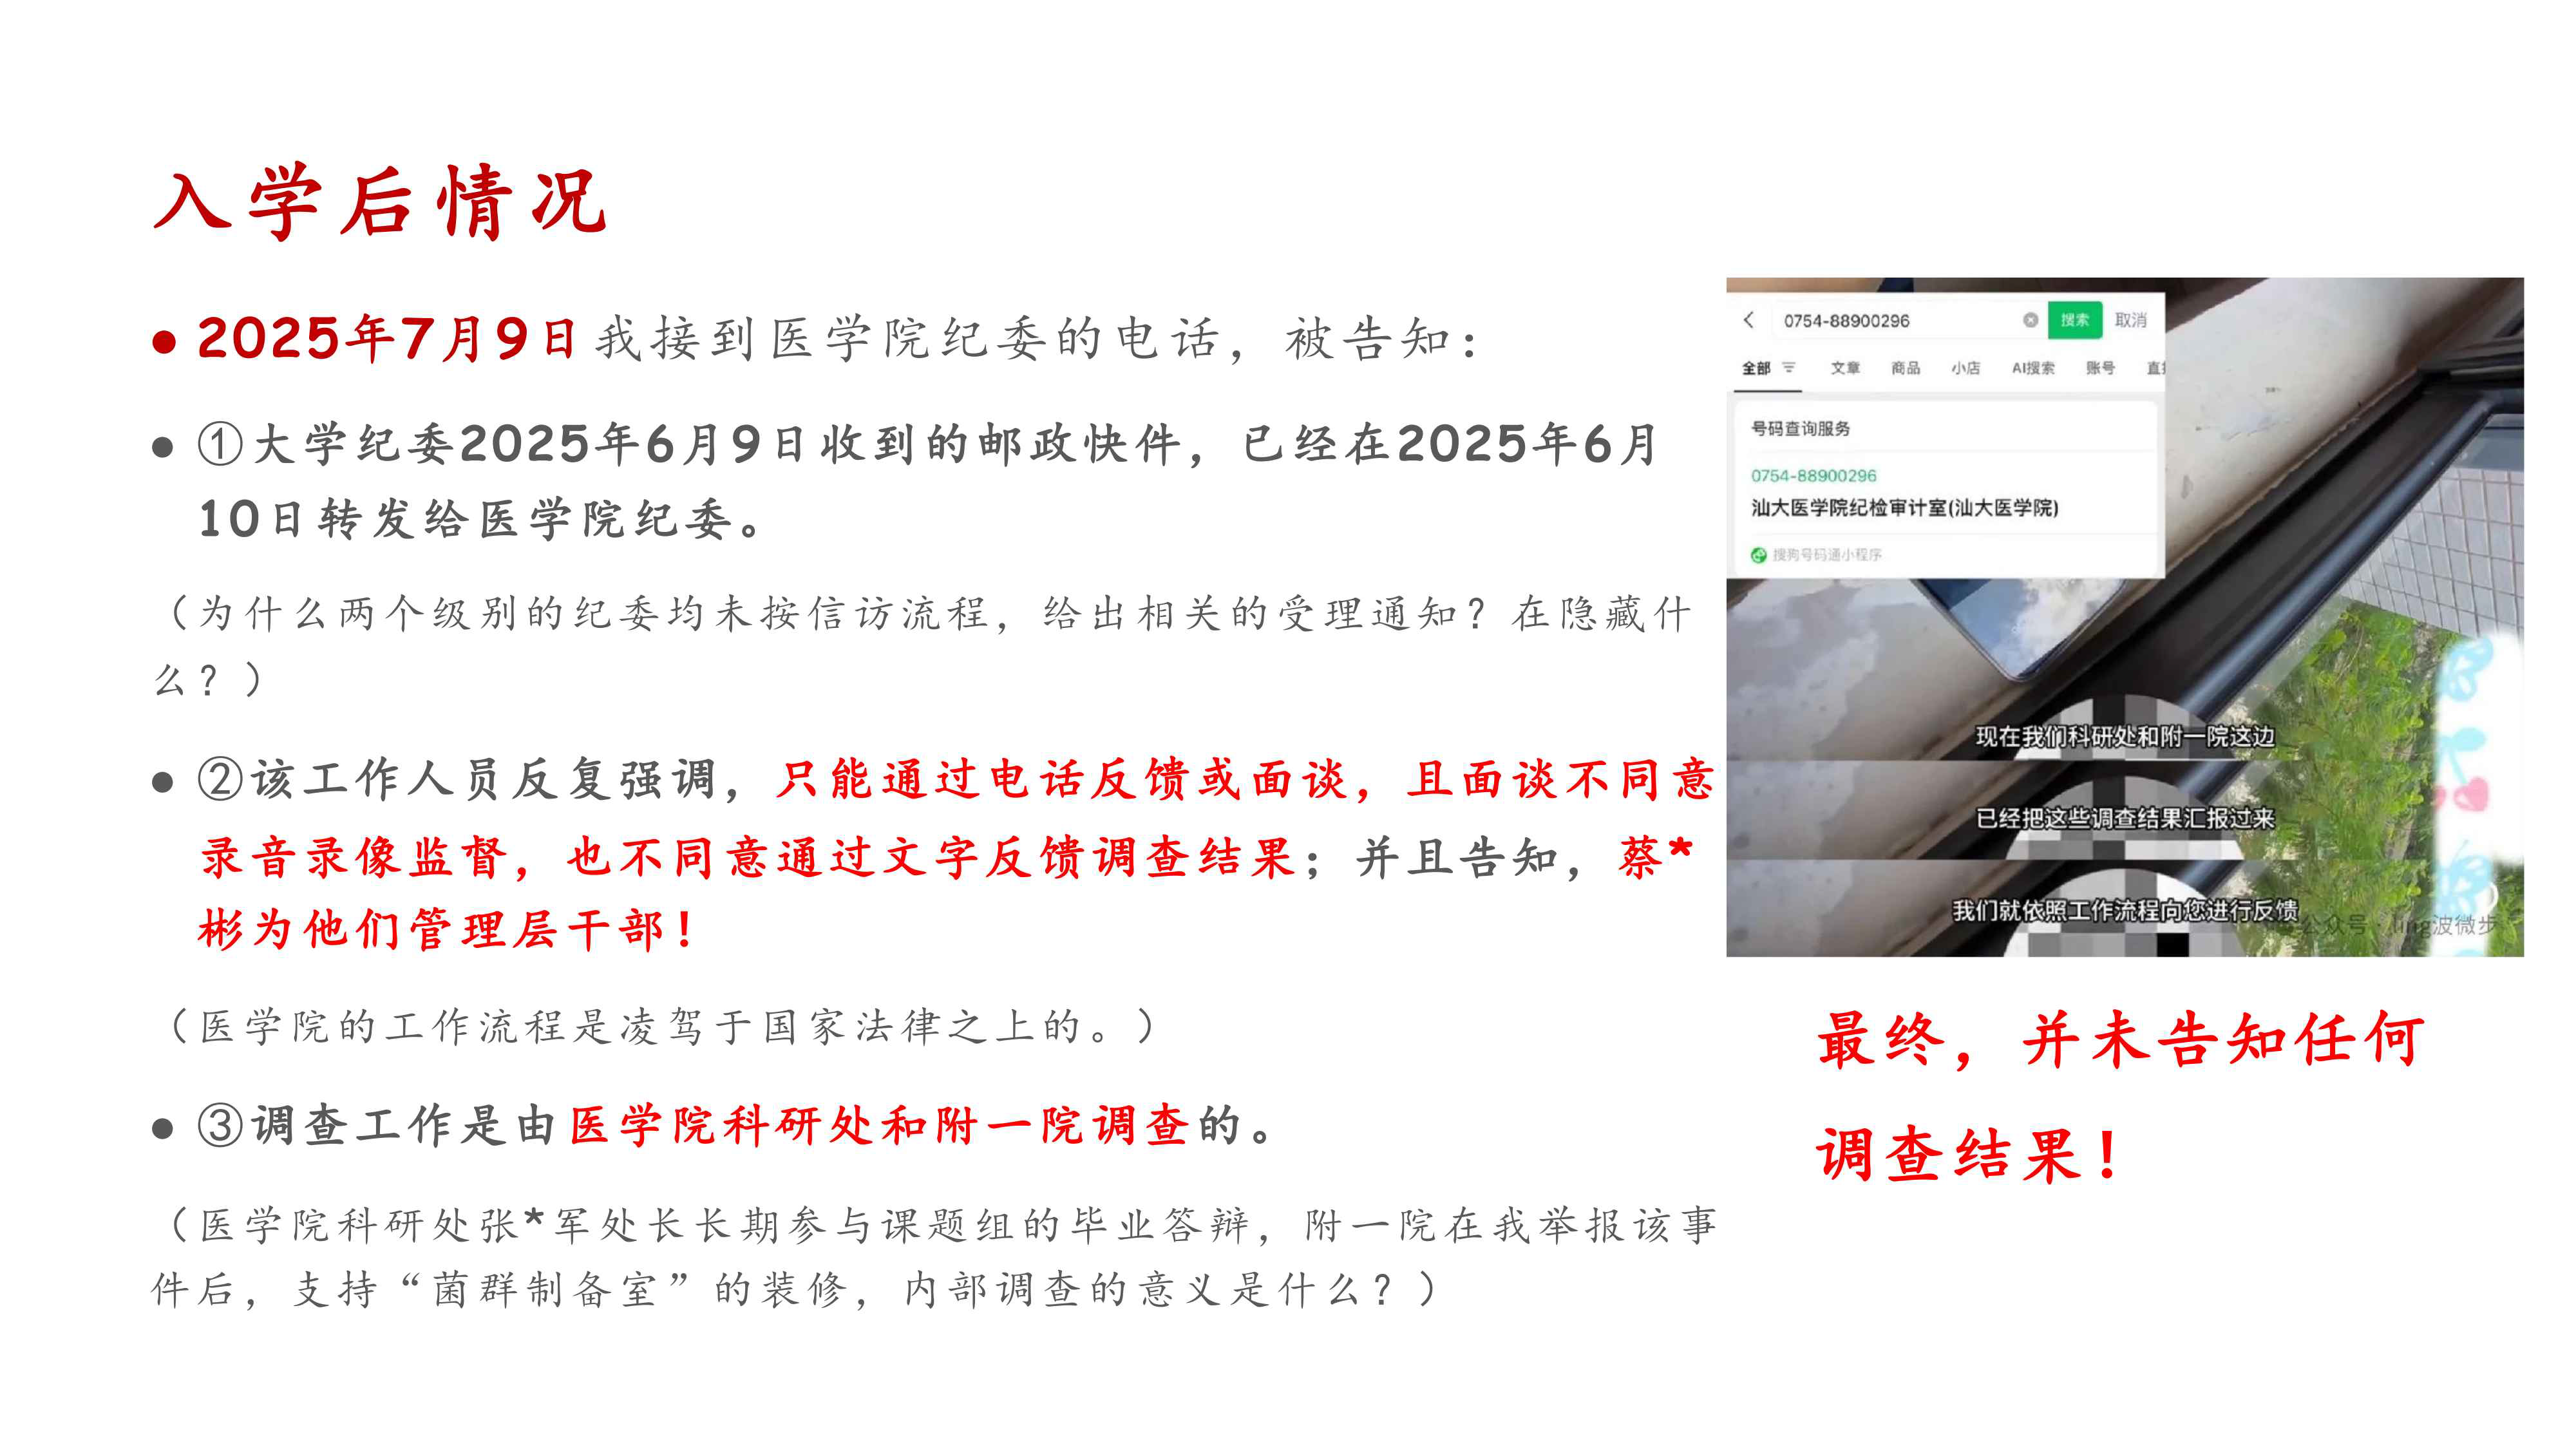 入学后情况
2025年7月9日我接到医学院纪委的电话，被告知：
①大学纪委2025年6月9日收到的邮政快件，已经在2025年6月
10日转发给医学院纪委。
（为什么两个级别的纪委均未按信访流程，给出相关的受理通知？在隐藏什
么？）
②该工作人员反复强调，只能通过电话反馈或面谈，且面谈不同意
录音录像监督，也不同意通过文字反馈调查结果；并且告知，蔡*
彬为他们管理层干部！
（医学院的工作流程是凌驾于国家法律之上的。）
③调查工作是由医学院科研处和附一院调查的。
（医学院科研处张*军处长长期参与课题组的毕业答辩，附一院在我举报该事
件后，支持“菌群制备室”的装修，内部调查的意义是什么？）
0754-88900296 搜索 取消
全部 文章 商品 小店 AI搜索 账号
号码查询服务
0754-88900296
汕大医学院纪检审计室(汕大医学院)
搜狗号码通小程序
现在我们科研处和附一院这边
已经把这些调查结果汇报过来
我们就依照工作流程向您进行反馈
公众号·ling波微步
最终，并未告知任何
调查结果！